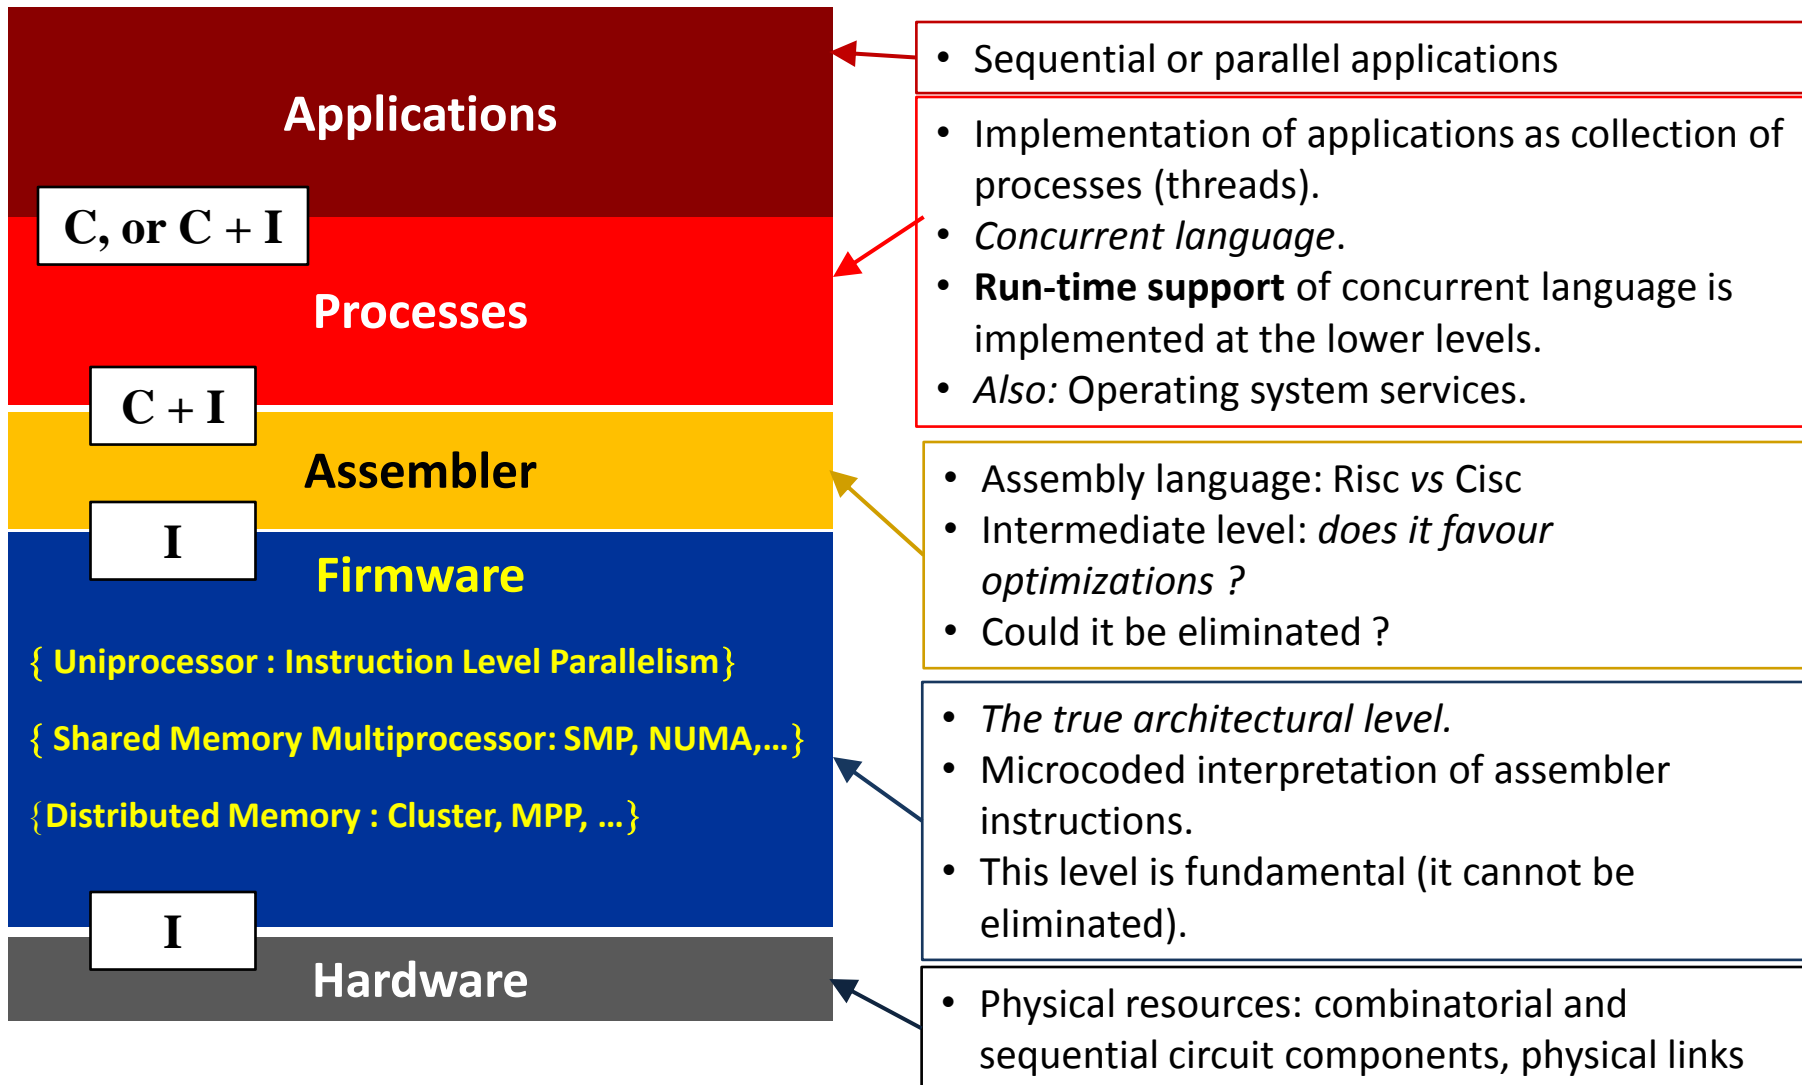 Applications
C, or C + I
Processes
C + I
Assembler
I
Firmware
{ Uniprocessor : Instruction Level Parallelism}
{ Shared Memory Multiprocessor: SMP, NUMA,...}
{Distributed Memory : Cluster, MPP, ...}
I
Hardware
• Sequential or parallel applications
• Implementation of applications as collection of
processes (threads).
• Concurrent language.
• Run-time support of concurrent language is
implemented at the lower levels.
• Also: Operating system services.
• Assembly language: Risc vs Cisc
• Intermediate level: does it favour
optimizations ?
• Could it be eliminated ?
• The true architectural level.
• Microcoded interpretation of assembler
instructions.
• This level is fundamental (it cannot be
eliminated).
• Physical resources: combinatorial and
sequential circuit components, physical links